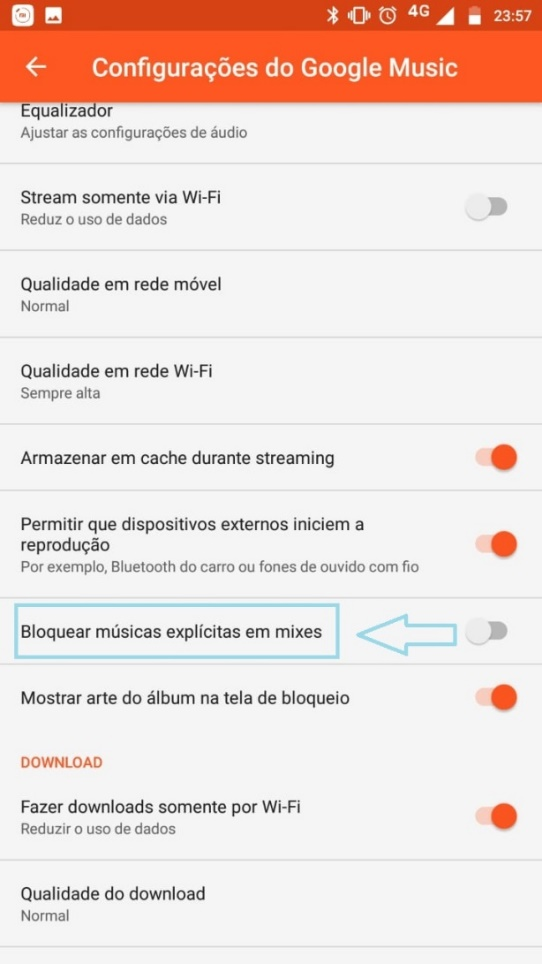 4G 23:57
Configurações do Google Music
Equalizador
Ajustar as configurações de áudio
Stream somente via Wi-Fi
Reduz o uso de dados
Qualidade em rede móvel
Normal
Qualidade em rede Wi-Fi
Sempre alta
Armazenar em cache durante streaming
Permitir que dispositivos externos iniciem a
reprodução
Por exemplo, Bluetooth do carro ou fones de ouvido com fio
Bloquear músicas explícitas em mixes
Mostrar arte do álbum na tela de bloqueio
DOWNLOAD
Fazer downloads somente por Wi-Fi
Reduzir o uso de dados
Qualidade do download
Normal